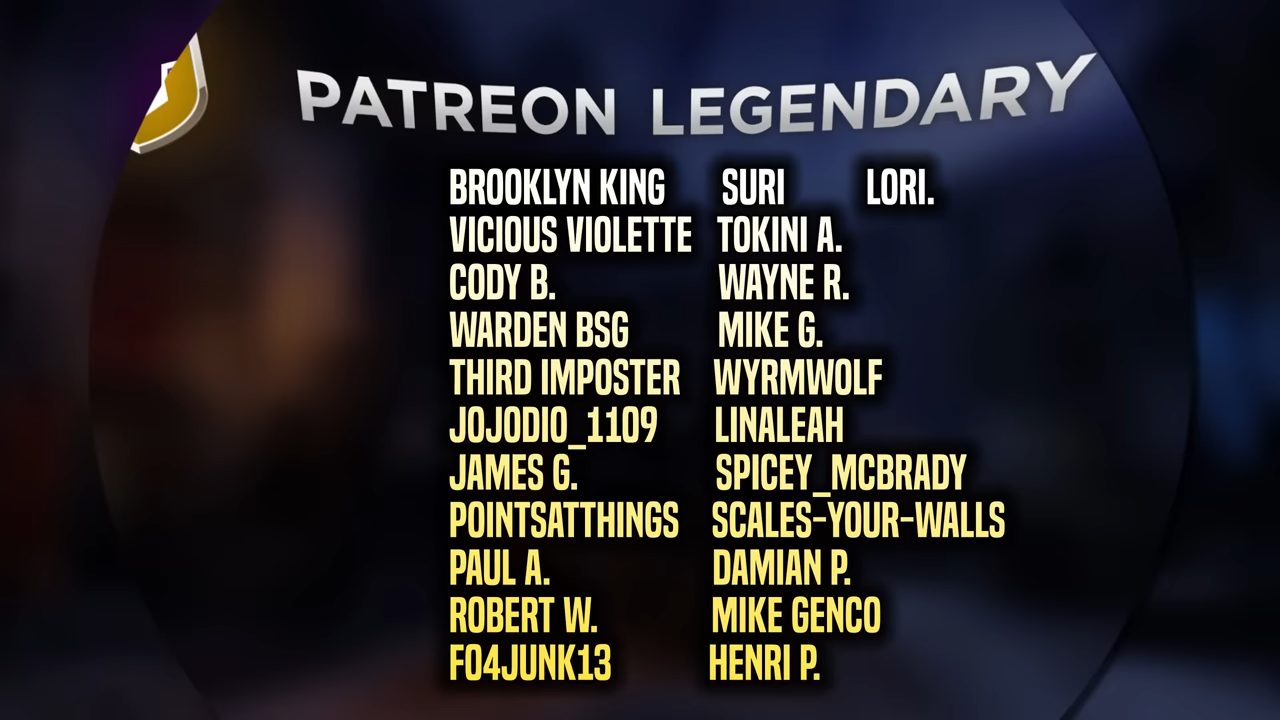 PATREON LEGENDARY
BROOKLYN KING SURI LORI.
VICIOUS VIOLETTE TOKINI A.
CODY B. WAYNE R.
WARDEN BSG MIKE G.
THIRD IMPOSTER WYRMWOLF
JOJODIO_1109 LINALEAH
JAMES G. SPICEY_MCBRADY
POINTSATTHINGS SCALES-YOUR-WALLS
PAUL A. DAMIAN P.
ROBERT W. MIKE GENCO
FO4JUNK13 HENRI P.